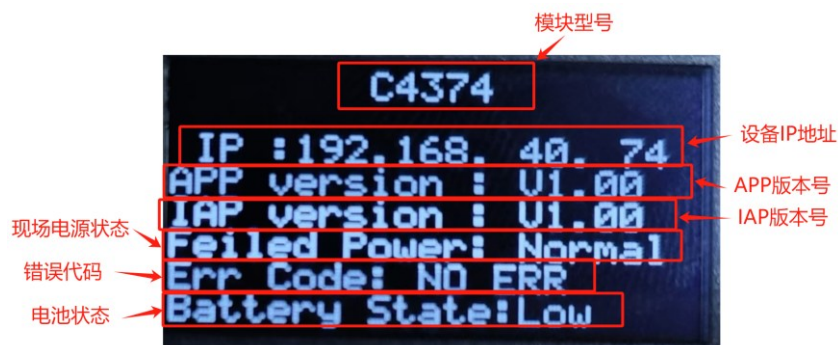 模块型号
C4374
IP :192.168. 40. 74
设备IP地址
APP version : V1.00
APP版本号
IAP version : V1.00
IAP版本号
现场电源状态
Feiled Power: Normal
错误代码
Err Code: NO ERR
电池状态
Battery State:Low